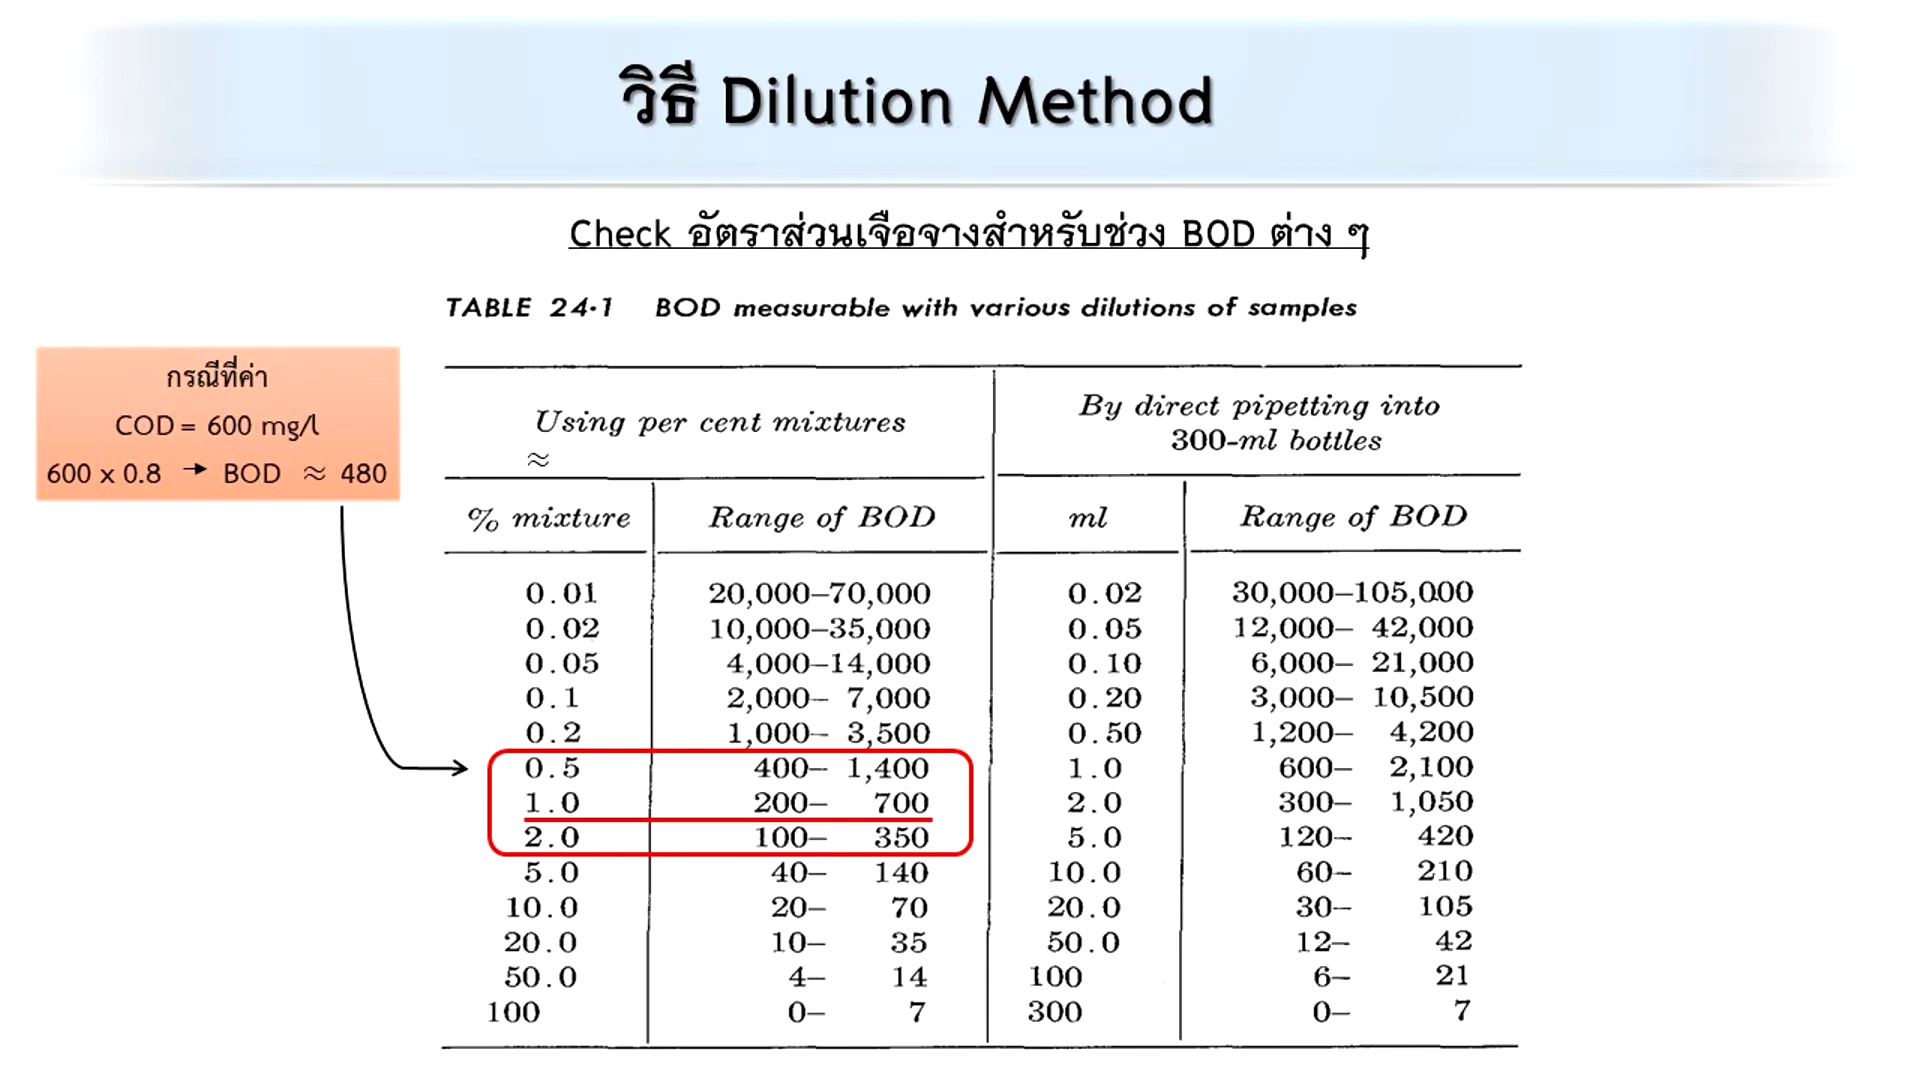 วิธี Dilution Method
Check อัตราส่วนเจือจางสำหรับช่วง BOD ต่าง ๆ
TABLE 24·1 BOD measurable with various dilutions of samples
กรณีที่ค่า
COD = 600 mg/l
600 x 0.8 → BOD ≈ 480
Using per cent mixtures
≈
By direct pipetting into
300-ml bottles
% mixture Range of BOD ml Range of BOD
0.01 20,000–70,000 0.02 30,000–105,000
0.02 10,000–35,000 0.05 12,000– 42,000
0.05 4,000–14,000 0.10 6,000– 21,000
0.1 2,000– 7,000 0.20 3,000– 10,500
0.2 1,000– 3,500 0.50 1,200– 4,200
0.5 400– 1,400 1.0 600– 2,100
1.0 200– 700 2.0 300– 1,050
2.0 100– 350 5.0 120– 420
5.0 40– 140 10.0 60– 210
10.0 20– 70 20.0 30– 105
20.0 10– 35 50.0 12– 42
50.0 4– 14 100 6– 21
100 0– 7 300 0– 7